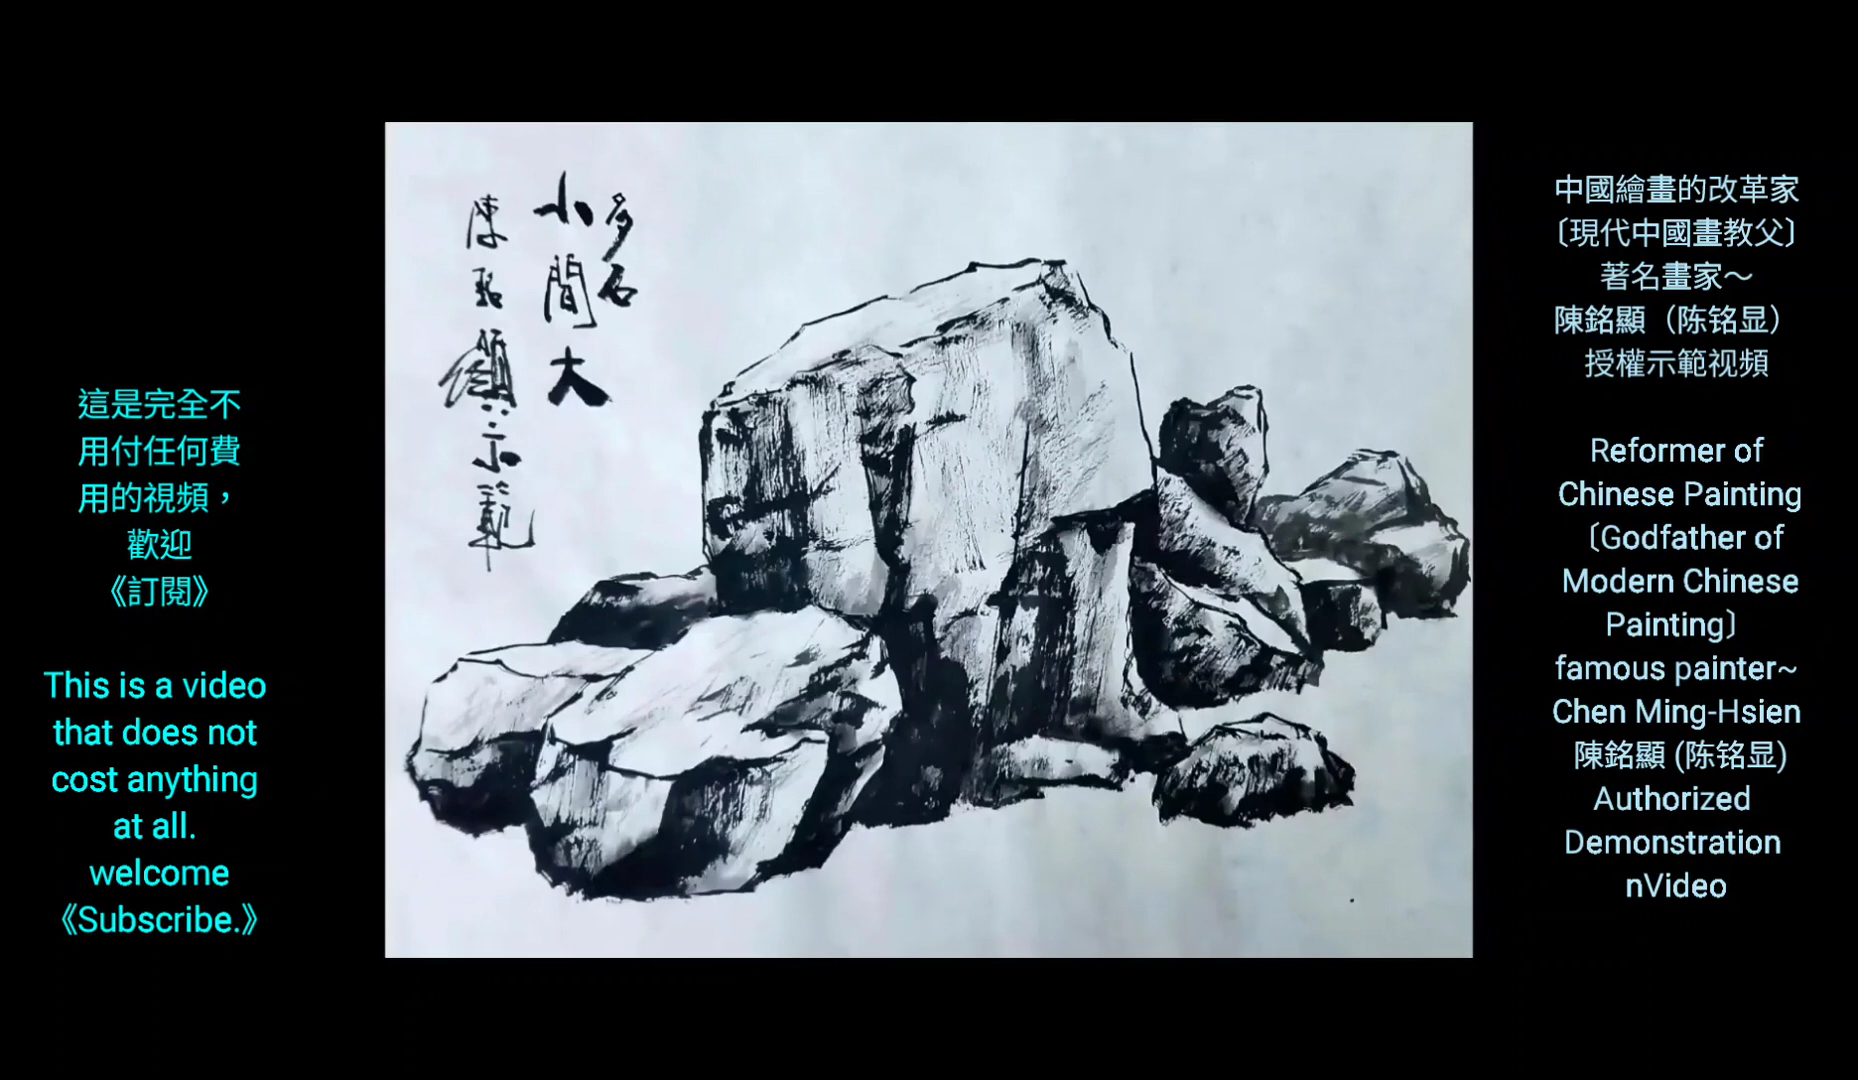 這是完全不
用付任何費
用的視頻，
歡迎
《訂閱》
This is a video
that does not
cost anything
at all.
welcome
《Subscribe.》
多石
小間大
陳銘顯：示範
中國繪畫的改革家
〔現代中國畫教父〕
著名畫家～
陳銘顯（陈铭显）
授權示範视頻
Reformer of
Chinese Painting
〔Godfather of
Modern Chinese
Painting〕
famous painter~
Chen Ming-Hsien
陳銘顯 (陈铭显)
Authorized
Demonstration
nVideo